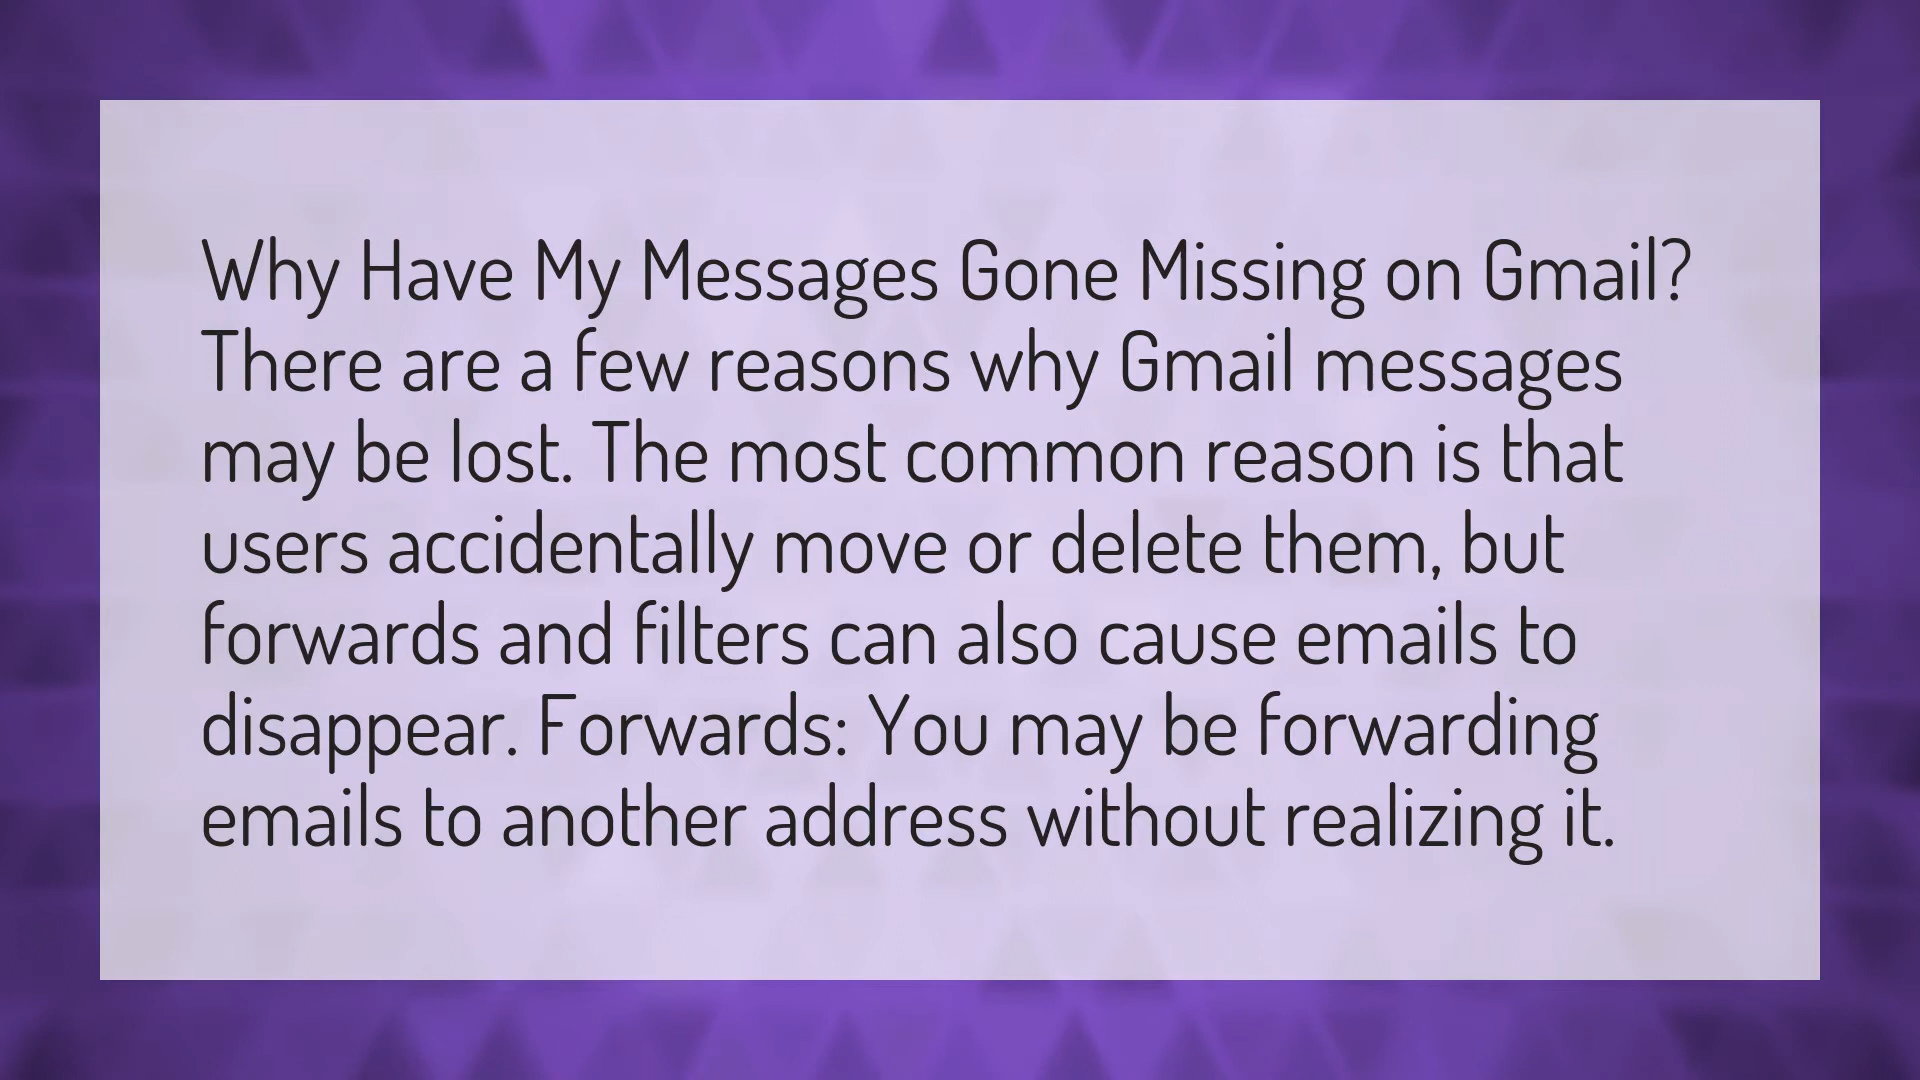 Why Have My Messages Gone Missing on Gmail?
There are a few reasons why Gmail messages
may be lost. The most common reason is that
users accidentally move or delete them, but
forwards and filters can also cause emails to
disappear. Forwards: You may be forwarding
emails to another address without realizing it.